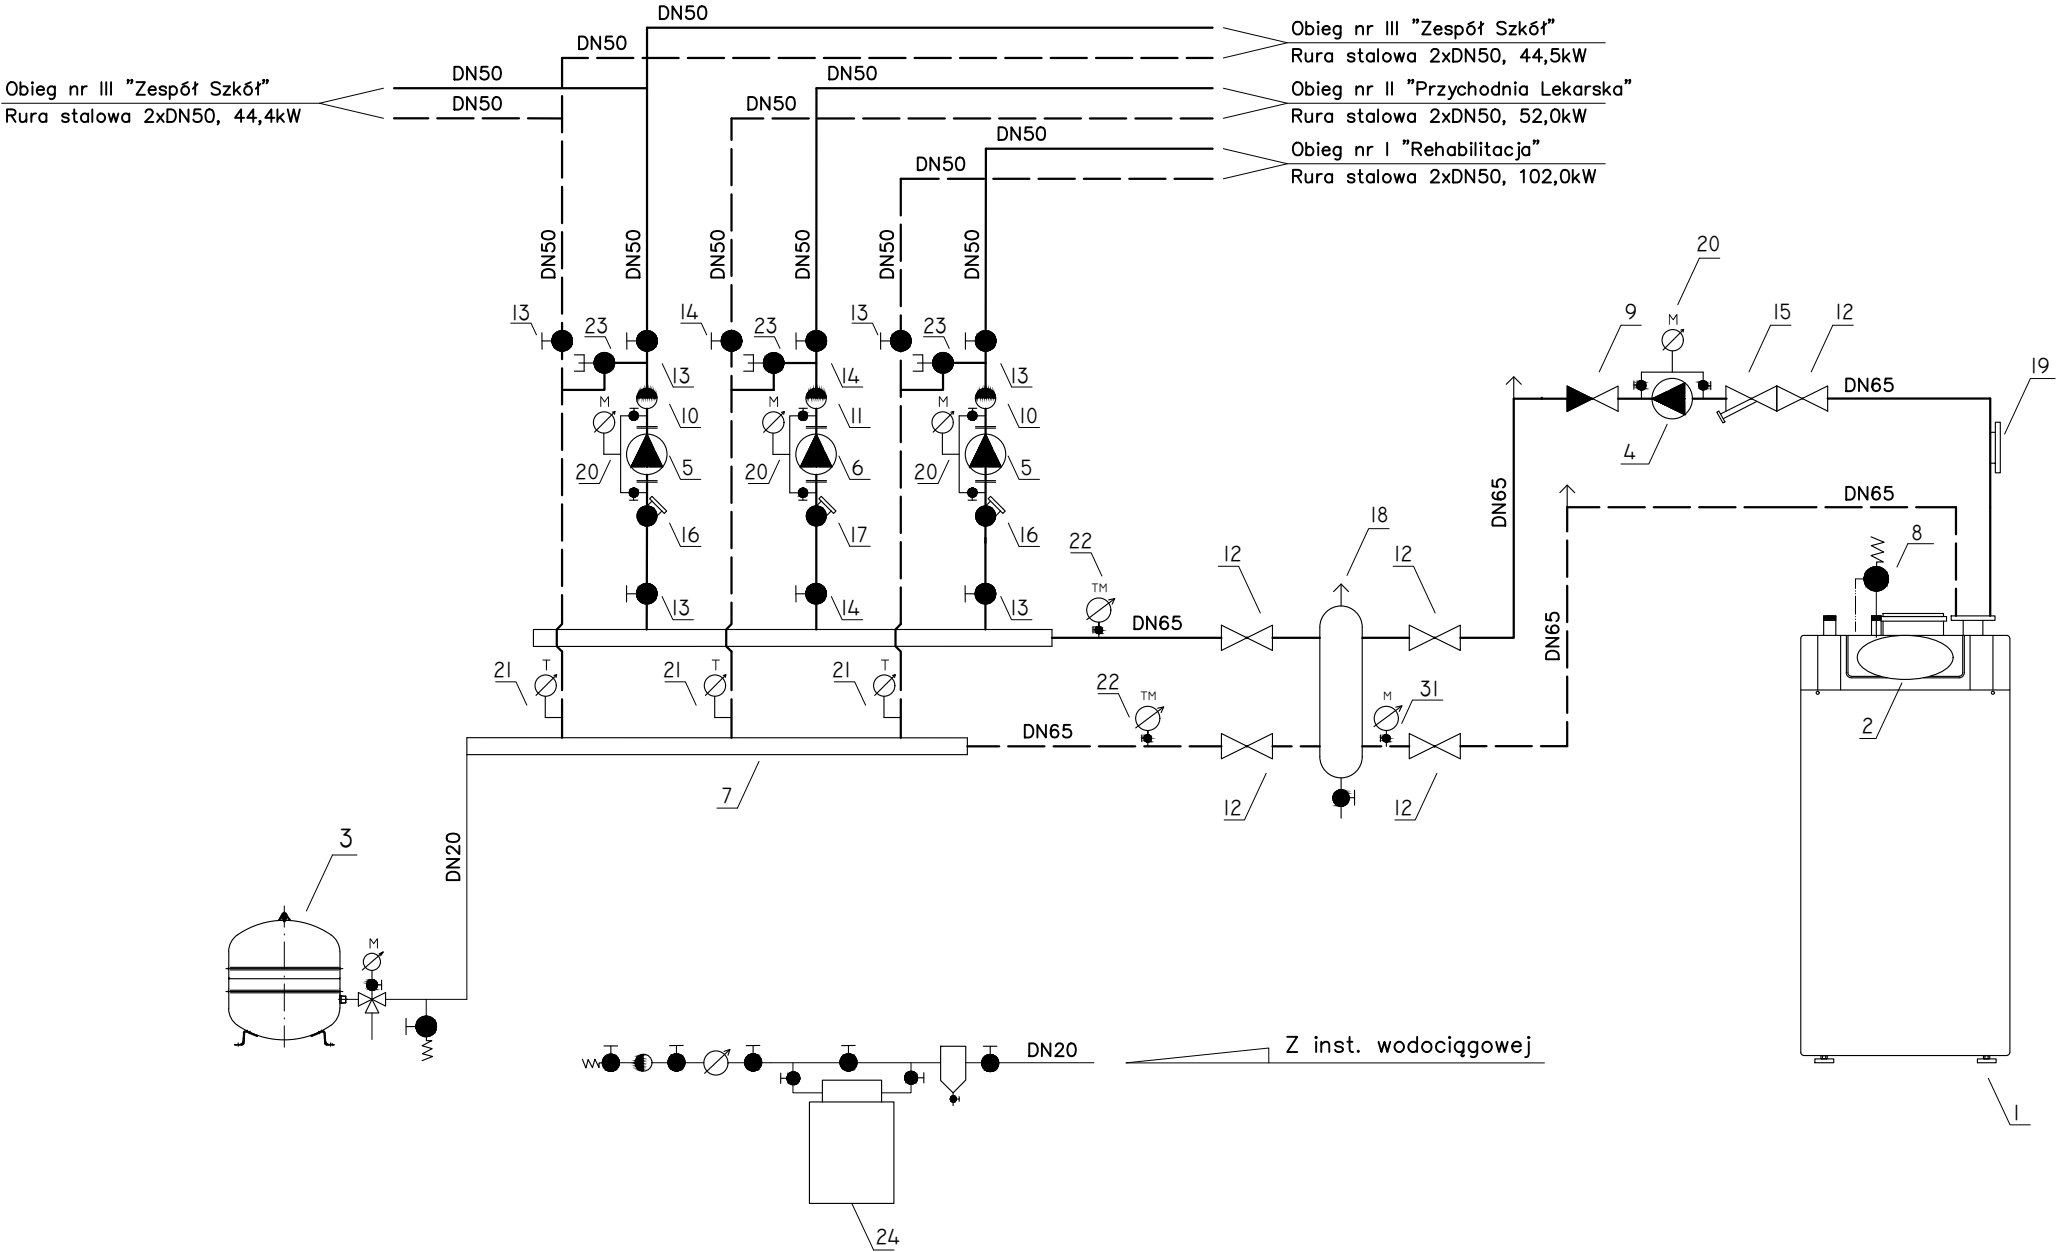 DN50
DN50
Obieg nr III "Zespół Szkół"
Rura stalowa 2xDN50, 44,5kW
DN50
DN50
Obieg nr III "Zespół Szkół"
Rura stalowa 2xDN50, 44,4kW
DN50
DN50
Obieg nr II "Przychodnia Lekarska"
Rura stalowa 2xDN50, 52,0kW
DN50
DN50
Obieg nr I "Rehabilitacja"
Rura stalowa 2xDN50, 102,0kW
DN50
DN50
DN50
DN50
DN50
DN50
20
13
23
14
23
13
23
9
M
15
12
13
14
13
19
DN65
M
10
M
11
M
10
4
20
5
20
6
20
5
DN65
DN65
16
17
16
18
8
22
12
12
TM
13
14
13
DN65
DN65
21
T
21
T
21
T
22
TM
M
31
2
DN65
7
12
12
3
DN20
M
DN20
Z inst. wodociągowej
1
24